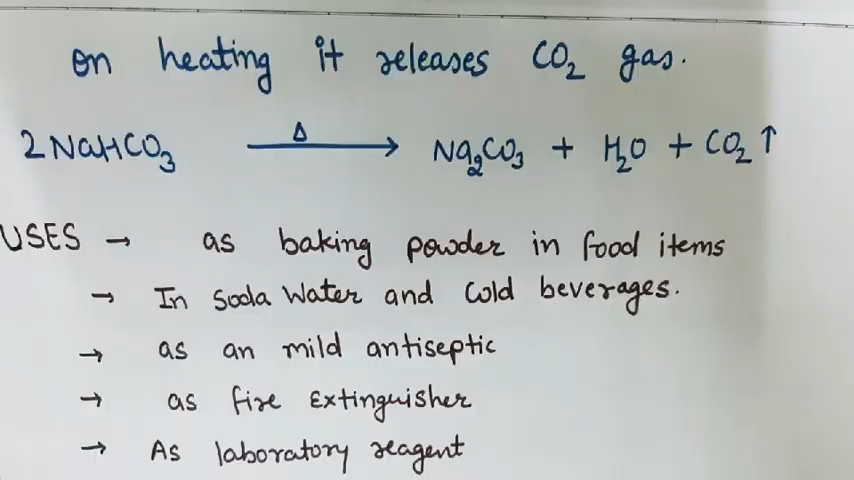 on heating it releases CO₂ gas.
2NaHCO₃ —Δ→ Na₂CO₃ + H₂O + CO₂ ↑
USES → as baking powder in food items
→ In soda water and cold beverages.
→ as an mild antiseptic
→ as fire extinguisher
→ As laboratory reagent